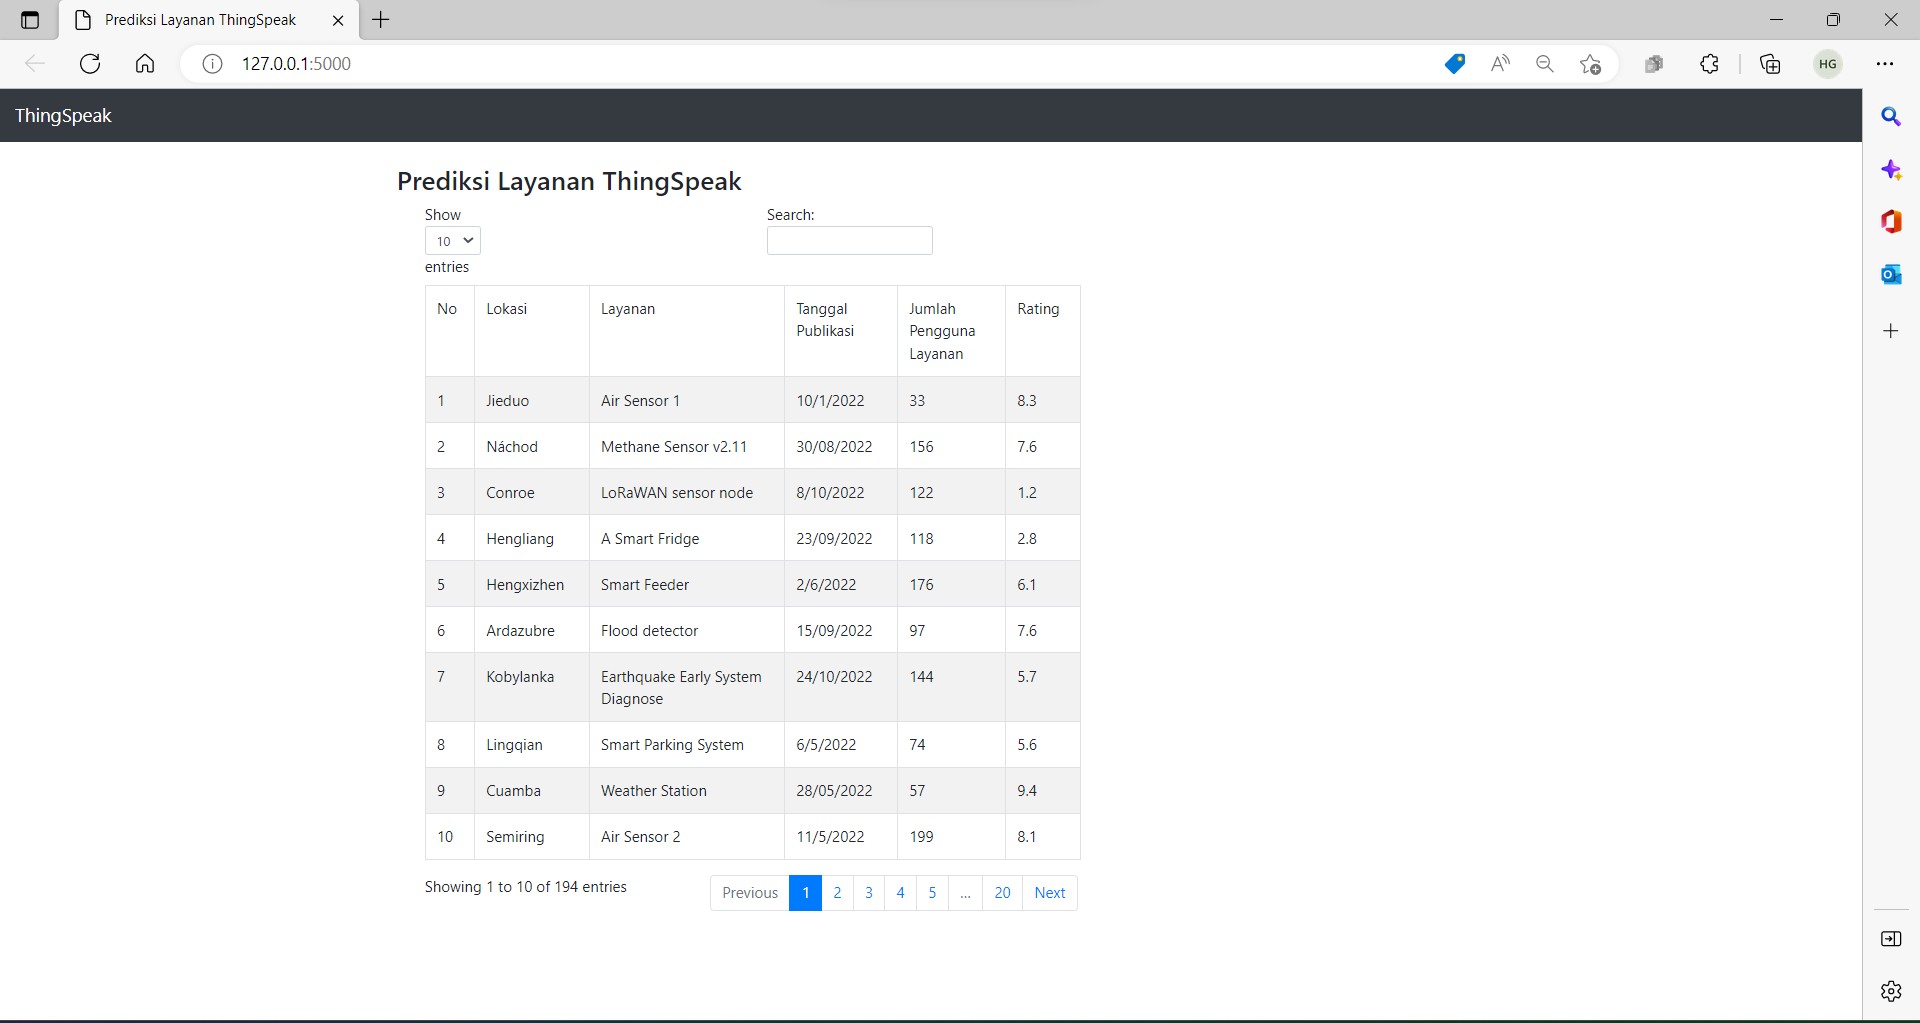 Prediksi Layanan ThingSpeak
127.0.0.1:5000
HG
ThingSpeak
Prediksi Layanan ThingSpeak
Show
10
entries
Search:
No Lokasi Layanan Tanggal Publikasi Jumlah Pengguna Layanan Rating
1 Jieduo Air Sensor 1 10/1/2022 33 8.3
2 Náchod Methane Sensor v2.11 30/08/2022 156 7.6
3 Conroe LoRaWAN sensor node 8/10/2022 122 1.2
4 Hengliang A Smart Fridge 23/09/2022 118 2.8
5 Hengxizhen Smart Feeder 2/6/2022 176 6.1
6 Ardazubre Flood detector 15/09/2022 97 7.6
7 Kobylanka Earthquake Early System Diagnose 24/10/2022 144 5.7
8 Lingqian Smart Parking System 6/5/2022 74 5.6
9 Cuamba Weather Station 28/05/2022 57 9.4
10 Semiring Air Sensor 2 11/5/2022 199 8.1
Showing 1 to 10 of 194 entries
Previous 1 2 3 4 5 ... 20 Next